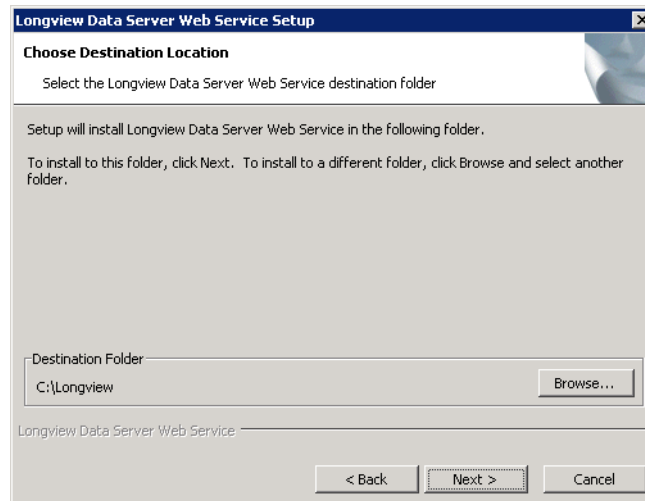 Longview Data Server Web Service Setup
Choose Destination Location
Select the Longview Data Server Web Service destination folder
Setup will install Longview Data Server Web Service in the following folder.
To install to this folder, click Next. To install to a different folder, click Browse and select another
folder.
Destination Folder
C:\Longview
Browse...
Longview Data Server Web Service
< Back
Next >
Cancel